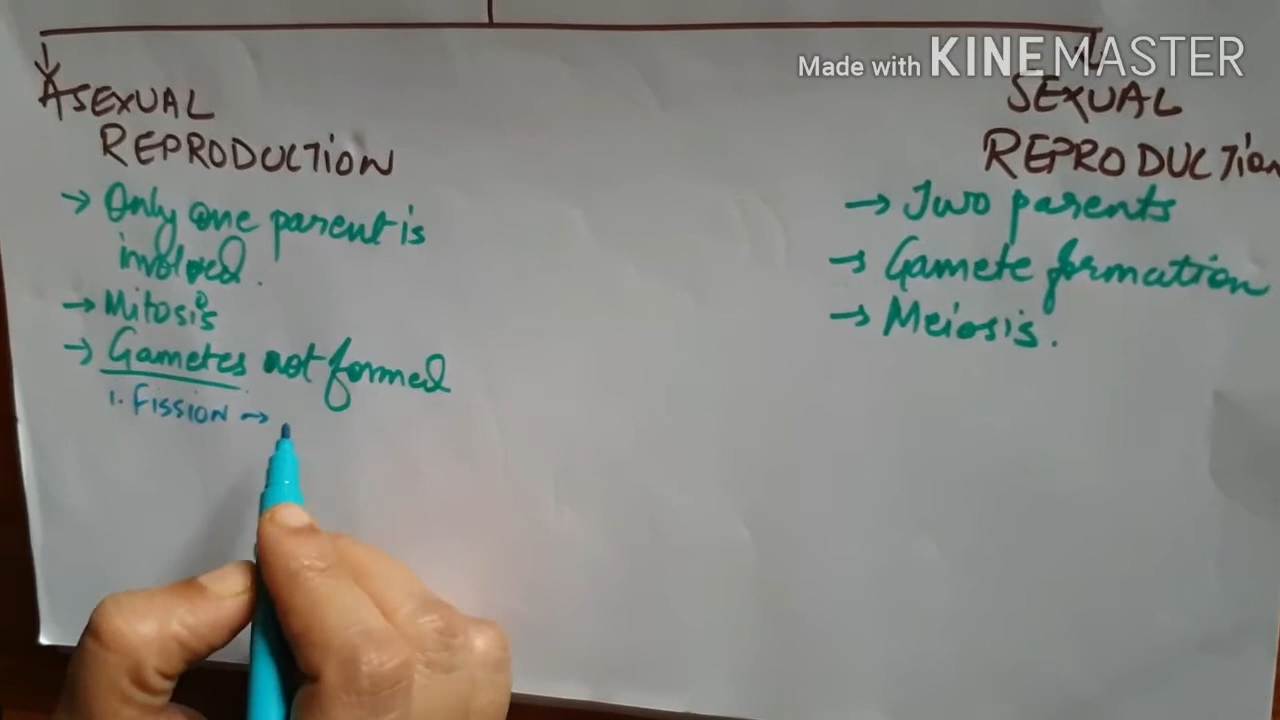 Made with KINEMASTER
ASEXUAL
REPRODUCTION
→ Only one parent is
involved.
→ Mitosis
→ Gametes not formed
1. FISSION →
SEXUAL
REPRODUCTION
→ Two parents
→ Gamete formation
→ Meiosis.